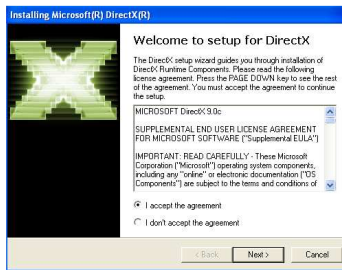 Installing Microsoft(R) DirectX(R)
Welcome to setup for DirectX
The DirectX setup wizard guides you through installation of
DirectX Runtime Components. Please read the following
license agreement. Press the PAGE DOWN key to see the rest
of the agreement. You must accept the agreement to continue
the setup.
MICROSOFT DirectX 9.0c
SUPPLEMENTAL END USER LICENSE AGREEMENT
FOR MICROSOFT SOFTWARE ("Supplemental EULA")
IMPORTANT: READ CAREFULLY - These Microsoft
Corporation ("Microsoft") operating system components,
including any "online" or electronic documentation ("OS
Components") are subject to the terms and conditions of
I accept the agreement
I don't accept the agreement
< Back Next > Cancel